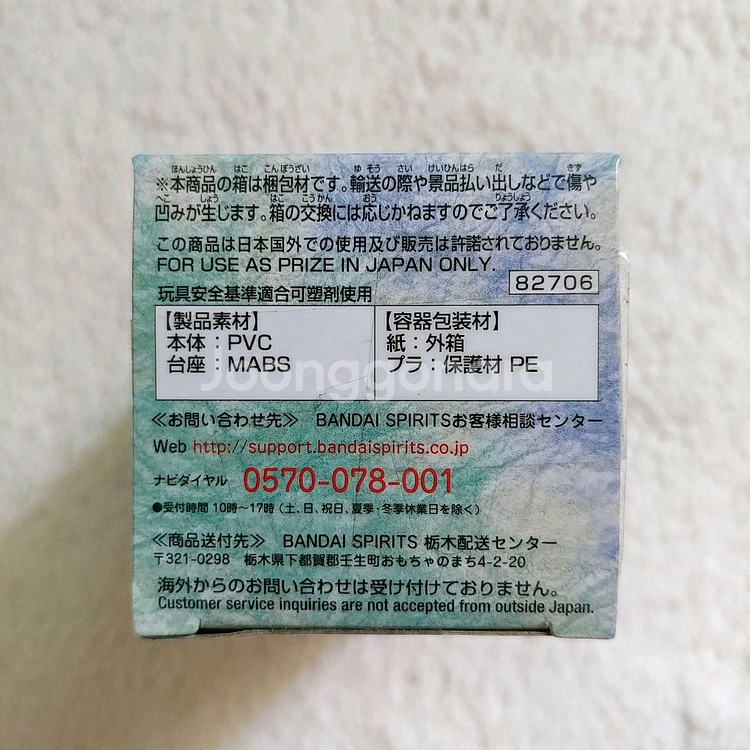 ※本商品の箱は梱包材です。輸送の際や景品払い出しなどで傷や
凹みが生じます。箱の交換には応じかねますのでご了承ください。
この商品は日本国外での使用及び販売は許諾されておりません。
FOR USE AS PRIZE IN JAPAN ONLY.
82706
玩具安全基準適合可塑剤使用
【製品素材】
本体：PVC
台座：MABS
【容器包装材】
紙：外箱
プラ：保護材 PE
Joonggonara
≪お問い合わせ先≫ BANDAI SPIRITSお客様相談センター
Web http://support.bandaispirits.co.jp
ナビダイヤル 0570-078-001
●受付時間 10時～17時（土、日、祝日、夏季・冬季休業日を除く）
≪商品送付先≫ BANDAI SPIRITS 栃木配送センター
〒321-0298 栃木県下都賀郡壬生町おもちゃのまち4-2-20
海外からのお問い合わせは受け付けておりません。
Customer service inquiries are not accepted from outside Japan.